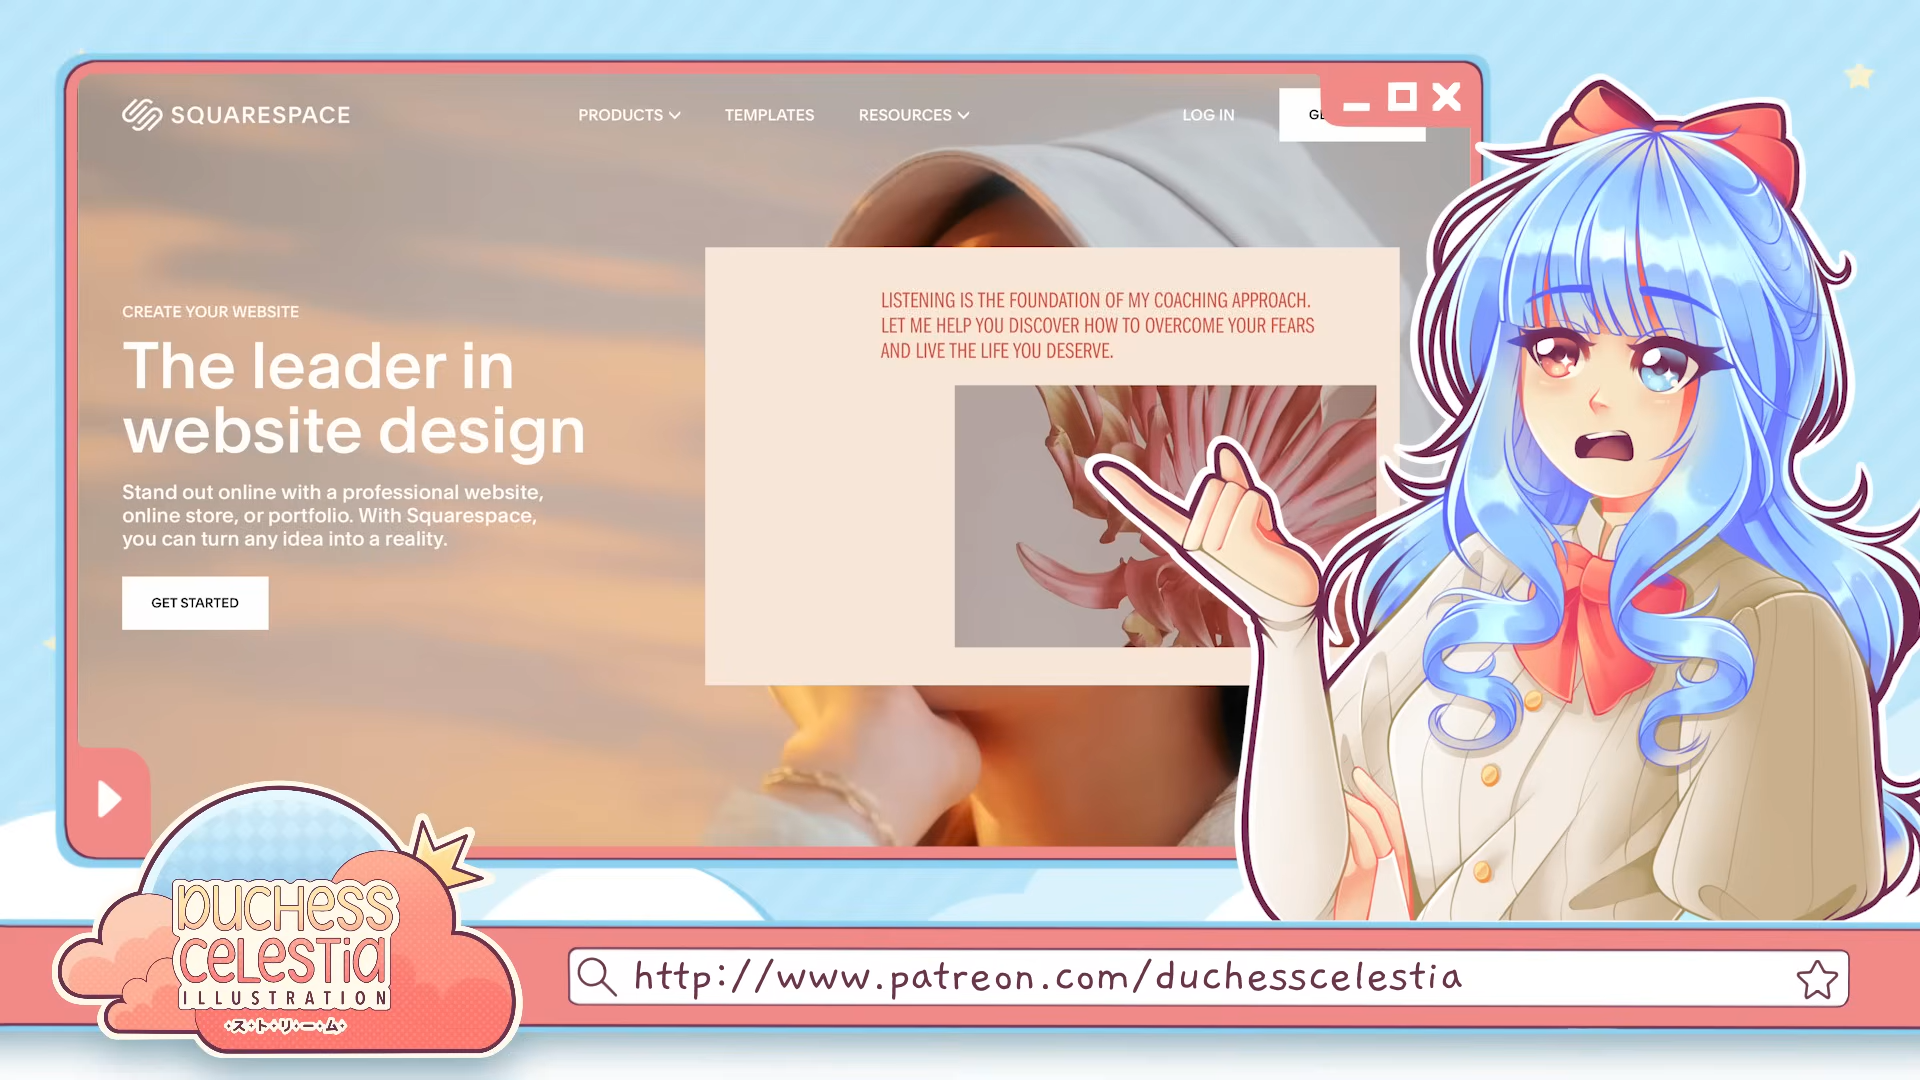 SQUARESPACE
PRODUCTS
TEMPLATES
RESOURCES
LOG IN
CREATE YOUR WEBSITE
The leader in
website design
Stand out online with a professional website,
online store, or portfolio. With Squarespace,
you can turn any idea into a reality.
GET STARTED
LISTENING IS THE FOUNDATION OF MY COACHING APPROACH.
LET ME HELP YOU DISCOVER HOW TO OVERCOME YOUR FEARS
AND LIVE THE LIFE YOU DESERVE.
DUCHESS
CELESTIA
ILLUSTRATION
・ス・ト・リ・ー・ム・
http://www.patreon.com/duchesscelestia